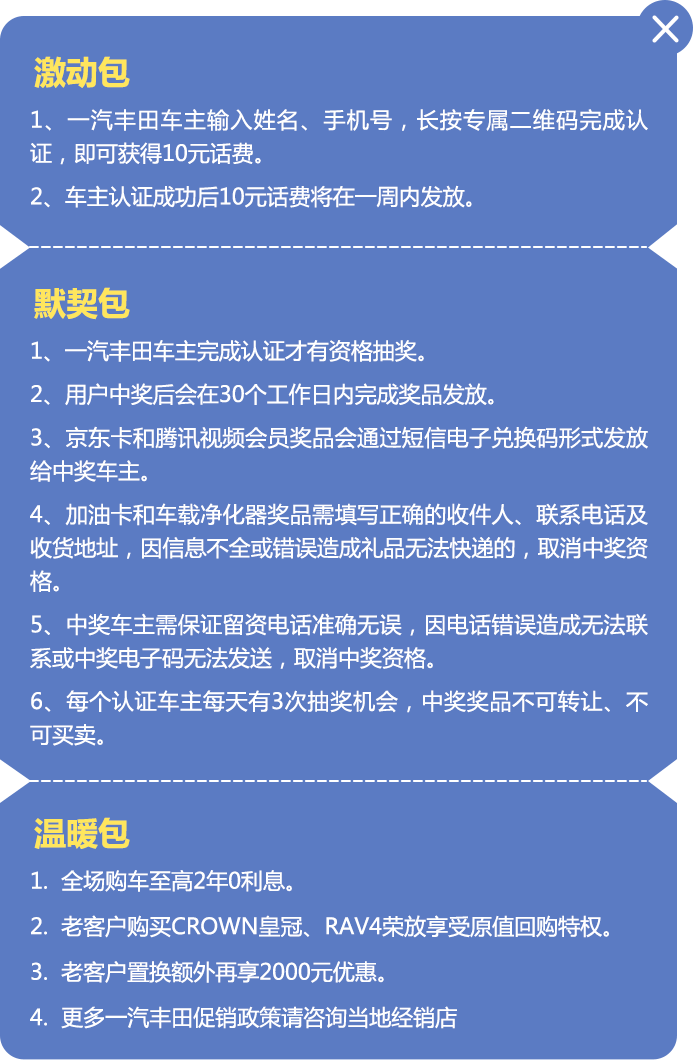 激动包
1、一汽丰田车主输入姓名、手机号，长按专属二维码完成认
证，即可获得10元话费。
2、车主认证成功后10元话费将在一周内发放。
默契包
1、一汽丰田车主完成认证才有资格抽奖。
2、用户中奖后会在30个工作日内完成奖品发放。
3、京东卡和腾讯视频会员奖品会通过短信电子兑换码形式发放
给中奖车主。
4、加油卡和车载净化器奖品需填写正确的收件人、联系电话及
收货地址，因信息不全或错误造成礼品无法快递的，取消中奖资
格。
5、中奖车主需保证留资电话准确无误，因电话错误造成无法联
系或中奖电子码无法发送，取消中奖资格。
6、每个认证车主每天有3次抽奖机会，中奖奖品不可转让、不
可买卖。
温暖包
1. 全场购车至高2年0利息。
2. 老客户购买CROWN皇冠、RAV4荣放享受原值回购特权。
3. 老客户置换额外再享2000元优惠。
4. 更多一汽丰田促销政策请咨询当地经销店